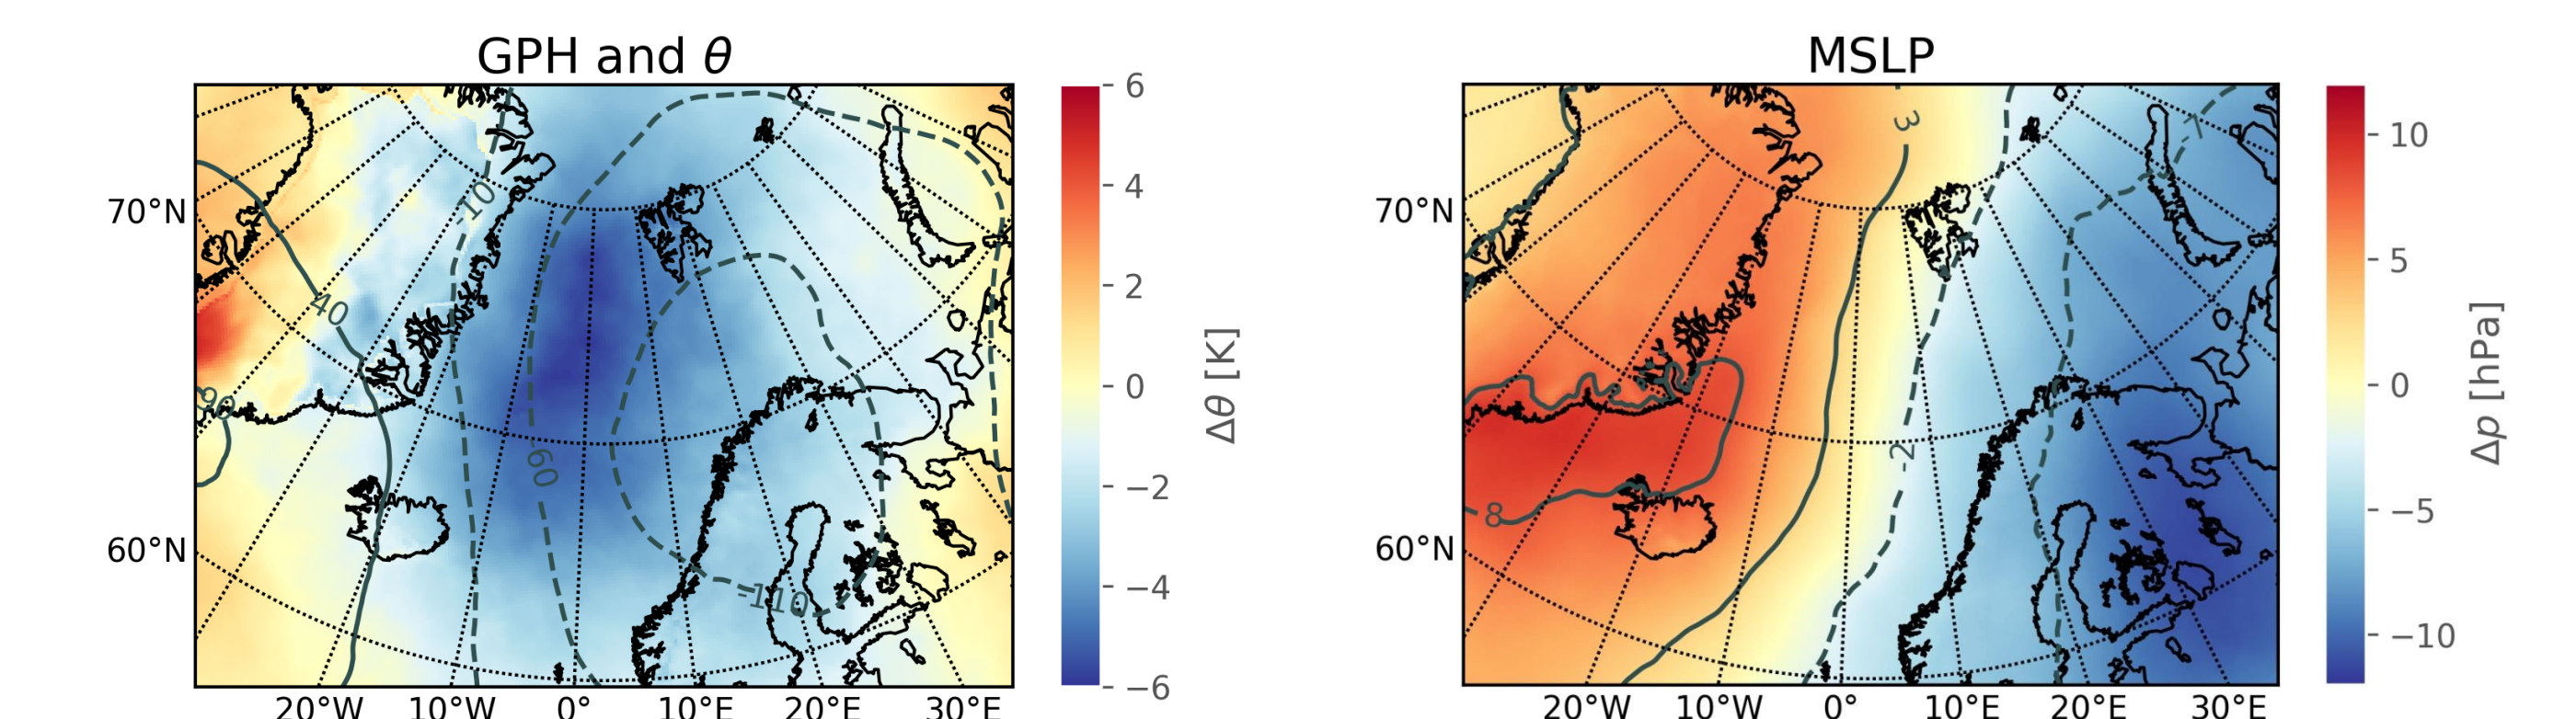 GPH and θ
70°N
60°N
20°W 10°W 0° 10°E 20°E 30°E
40
90
-10
-60
-110
6
4
2
0
−2
−4
−6
Δθ [K]
MSLP
70°N
60°N
20°W 10°W 0° 10°E 20°E 30°E
3
-7
-2
8
10
5
0
−5
−10
Δp [hPa]